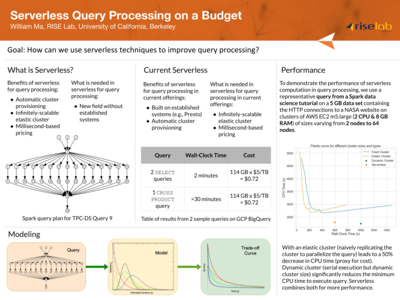 Serverless Query Processing on a Budget
William Ma, RISE Lab, University of California, Berkeley
riselab
Goal: How can we use serverless techniques to improve query processing?
What is Serverless?
Benefits of serverless
for query processing:
● Automatic cluster
provisioning
● Infinitely-scalable
elastic cluster
● Millisecond-based
pricing
What is needed in
serverless for query
processing:
● New field without
established
systems
Spark query plan for TPC-DS Query 9
Current Serverless
Benefits of serverless
for query processing in
current offerings:
● Built on established
systems (e.g., Presto)
● Automatic cluster
provisioning
What is needed in
serverless for query
processing in current
offerings:
● Infinitely-scalable
elastic cluster
● Millisecond-based
pricing
Query Wall-Clock Time Cost
2 SELECT
queries
2 minutes
114 GB x $5/TB
= $0.72
1 CROSS
PRODUCT
query
>30 minutes
114 GB x $5/TB
= $0.72
Table of results from 2 sample queries on GCP BigQuery
Performance
To demonstrate the performance of serverless
computation in query processing, we use a
representative query from a Spark data
science tutorial on a 5 GB data set containing
the HTTP connections to a NASA website on
clusters of AWS EC2 m5.large (2 CPU & 8 GB
RAM) of sizes varying from 2 nodes to 64
nodes.
Elastic curve for different cluster sizes and types
Fixed Cluster
Elastic Cluster
Dynamic Cluster
Serverless
CPU Time (s)
Wall Clock Time (s)
With an elastic cluster (naively replicating the
cluster to parallelize the query) leads to a 50%
decrease in CPU time (proxy for cost).
Dynamic cluster (serial execution but dynamic
cluster size) significantly reduces the minimum
CPU time to execute query. Serverless
combines both for more performance.
Modeling
Query
Model
Trade-off
Curve